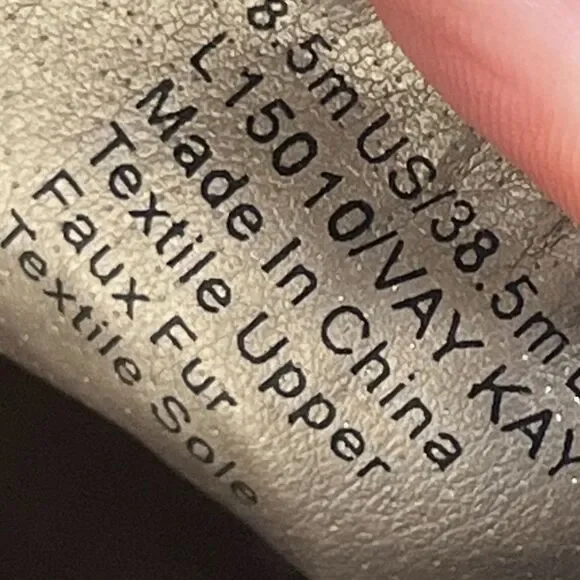 8.5m US/38.5m
L15010/VAY KAY
Made In China
Textile Upper
Faux Fur
Textile Sole